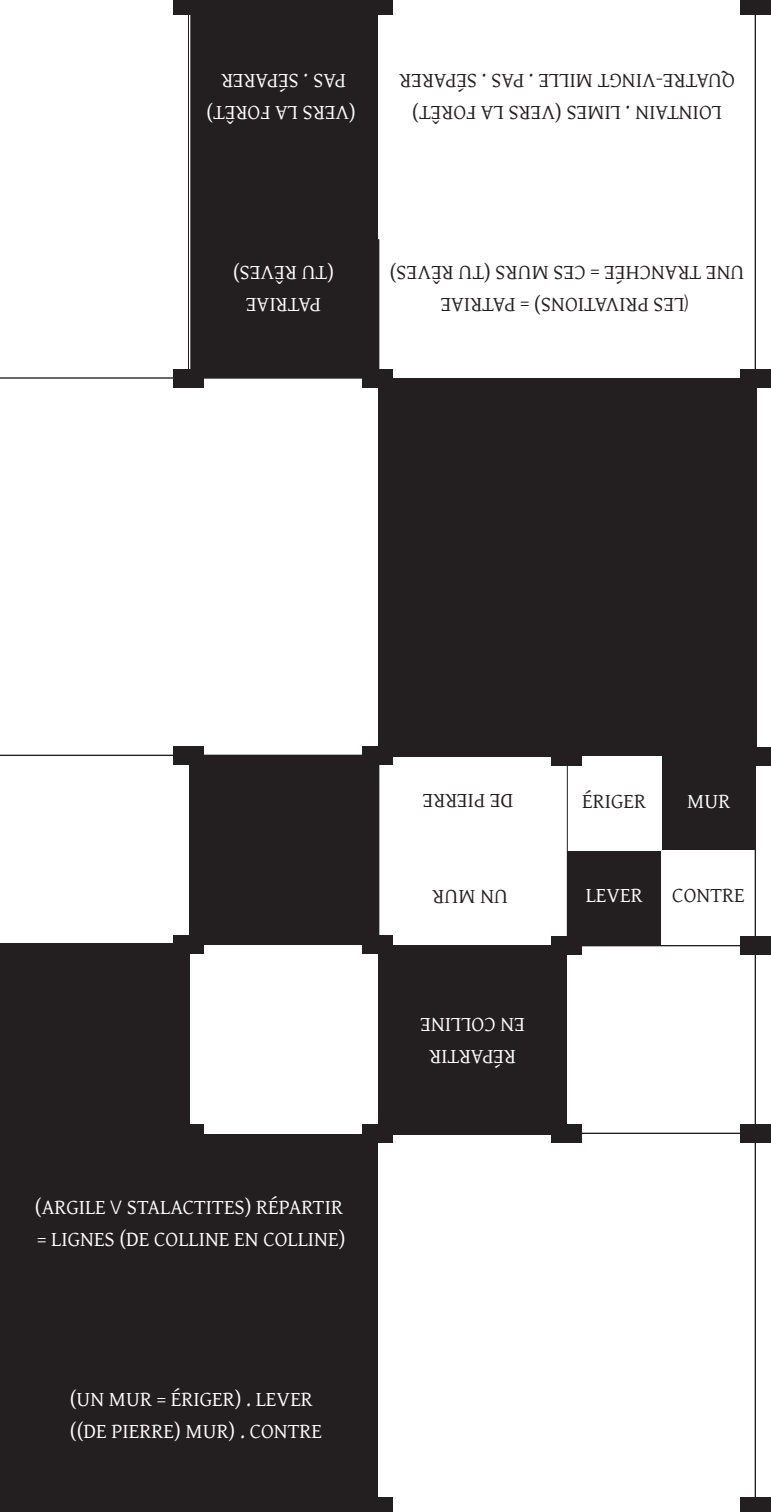 (LES PRIVATIONS) = PATRIAE
UNE TRANCHÉE = CES MURS (TU RÊVES)
LOINTAIN . LIMES (VERS LA FORÊT)
QUATRE-VINGT MILLE . PAS . SÉPARER
PATRIAE
(TU RÊVES)
(VERS LA FORÊT)
PAS . SÉPARER
RÉPARTIR
EN COLLINE
UN MUR
DE PIERRE
ÉRIGER
MUR
LEVER
CONTRE
(ARGILE V STALACTITES) RÉPARTIR
= LIGNES (DE COLLINE EN COLLINE)
(UN MUR = ÉRIGER) . LEVER
((DE PIERRE) MUR) . CONTRE